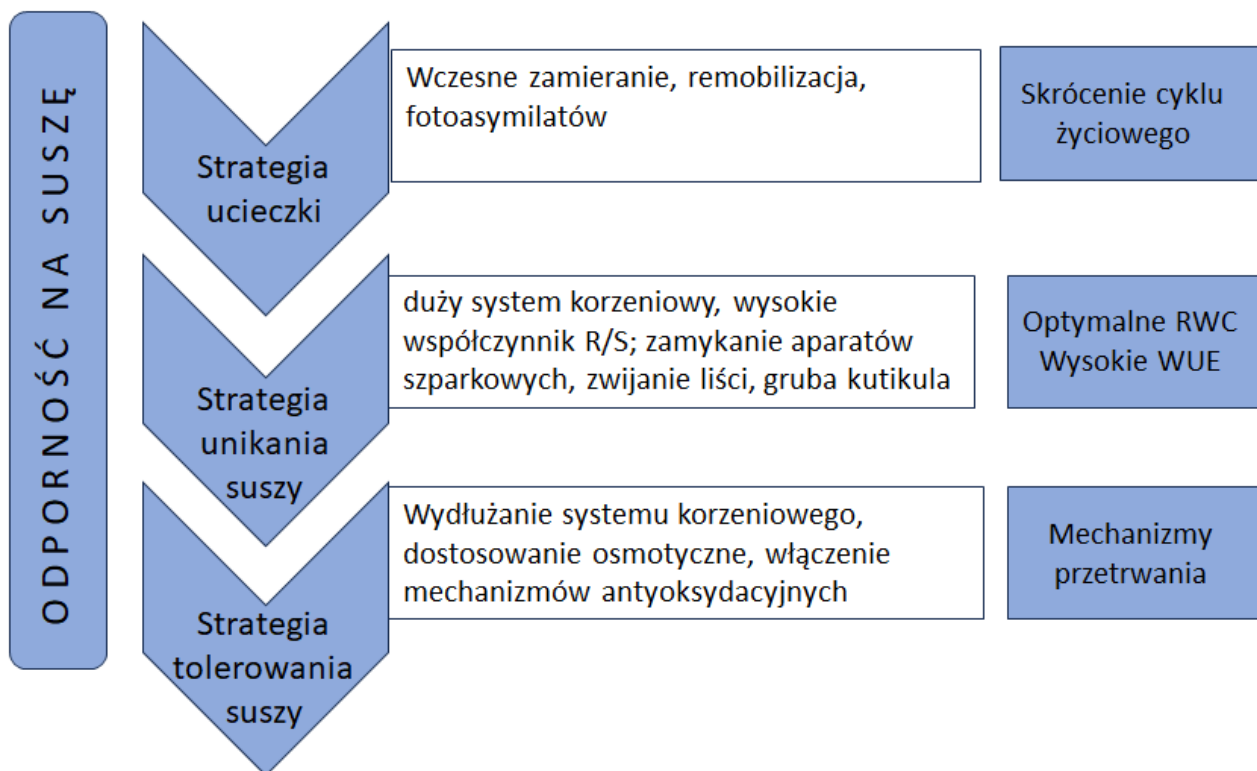 ODPORNOŚĆ NA SUSZĘ
Strategia
ucieczki
Wczesne zamieranie, remobilizacja,
fotoasymilatów
Skrócenie cyklu
życiowego
Strategia
unikania
suszy
duży system korzeniowy, wysokie
współczynnik R/S; zamykanie aparatów
szparkowych, zwijanie liści, gruba kutikula
Optymalne RWC
Wysokie WUE
Strategia
tolerowania
suszy
Wydłużanie systemu korzeniowego,
dostosowanie osmotyczne, włączenie
mechanizmów antyoksydacyjnych
Mechanizmy
przetrwania